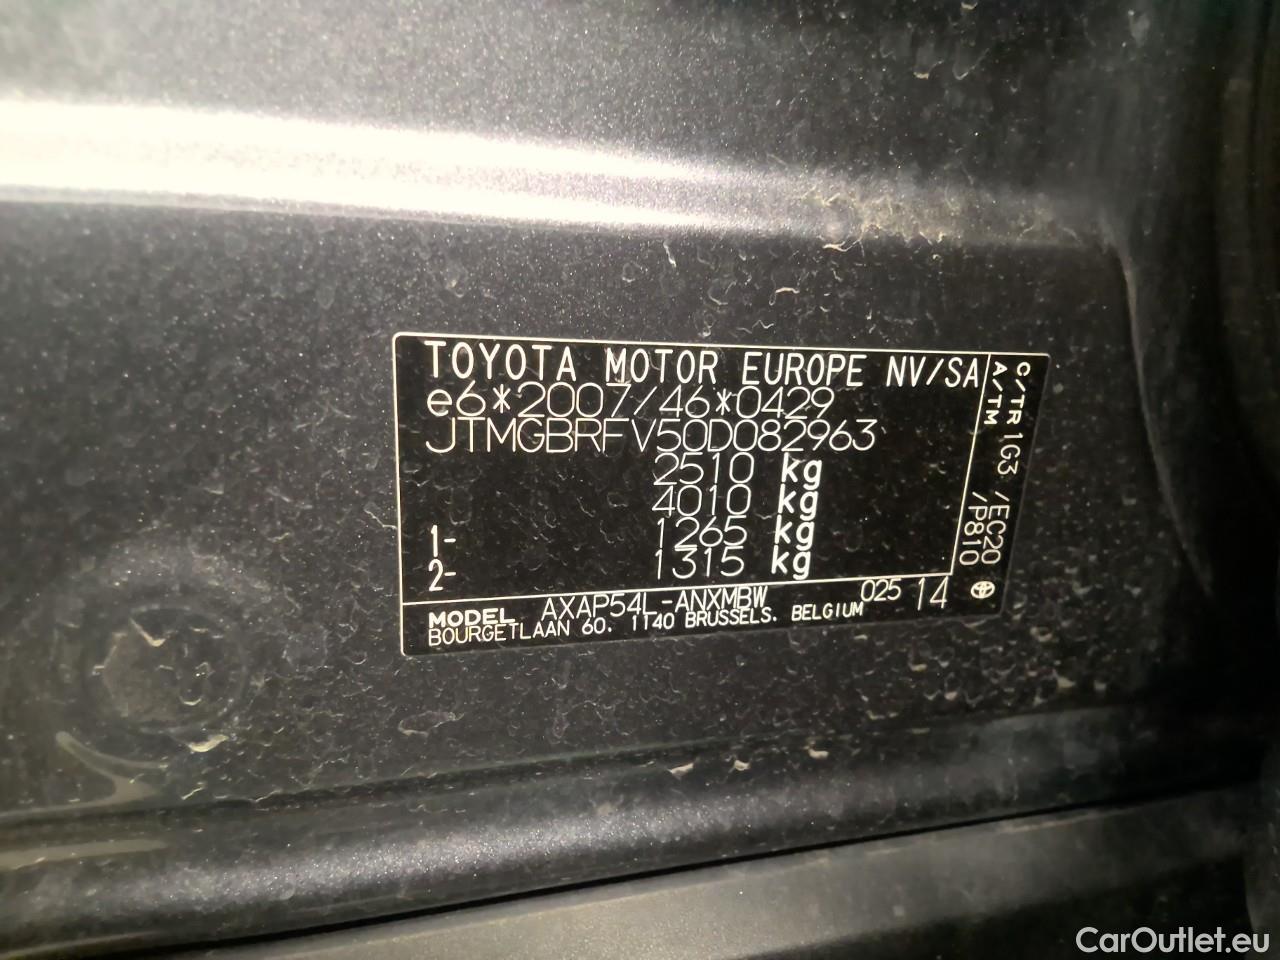 TOYOTA MOTOR EUROPE NV/SA
e6*2007/46*0429
JTMGBRFV50D082963
2510 kg
4010 kg
1- 1265 kg
2- 1315 kg
C/TR 1G3 /EC20
A/TM /P810
MODEL AXAP54L-ANXMBW 025 14
BOURGETLAAN 60. 1140 BRUSSELS. BELGIUM
CarOutlet.eu